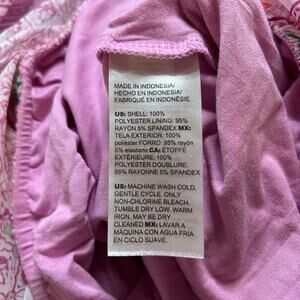 MADE IN INDONESIA/
HECHO EN INDONESIA/
FABRIQUÉ EN INDONÉSIE
US: SHELL: 100%
POLYESTER LINING: 95%
RAYON 5% SPANDEX MX:
TELA EXTERIOR: 100%
poliéster FORRO: 95% rayón
5% elastano CA: ÉTOFFE
EXTÉRIEURE: 100%
POLYESTER DOUBLURE:
95% RAYONNE 5% SPANDEX
US: MACHINE WASH COLD,
GENTLE CYCLE. ONLY
NON-CHLORINE BLEACH.
TUMBLE DRY LOW. WARM
IRON. MAY BE DRY
CLEANED MX: LAVAR A
MÁQUINA CON AGUA FRÍA
EN CICLO SUAVE.